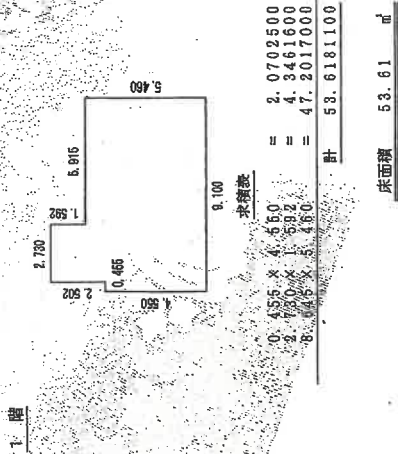 1 階
2.730
1.592
5.915
2.502
0.455
4.550
5.460
9.100
求積表
0.455 × 4.550 = 2.0702500
2.730 × 1.592 = 4.3461600
8.645 × 5.460 = 47.2017000
計 53.6181100
床面積 53.61 ㎡